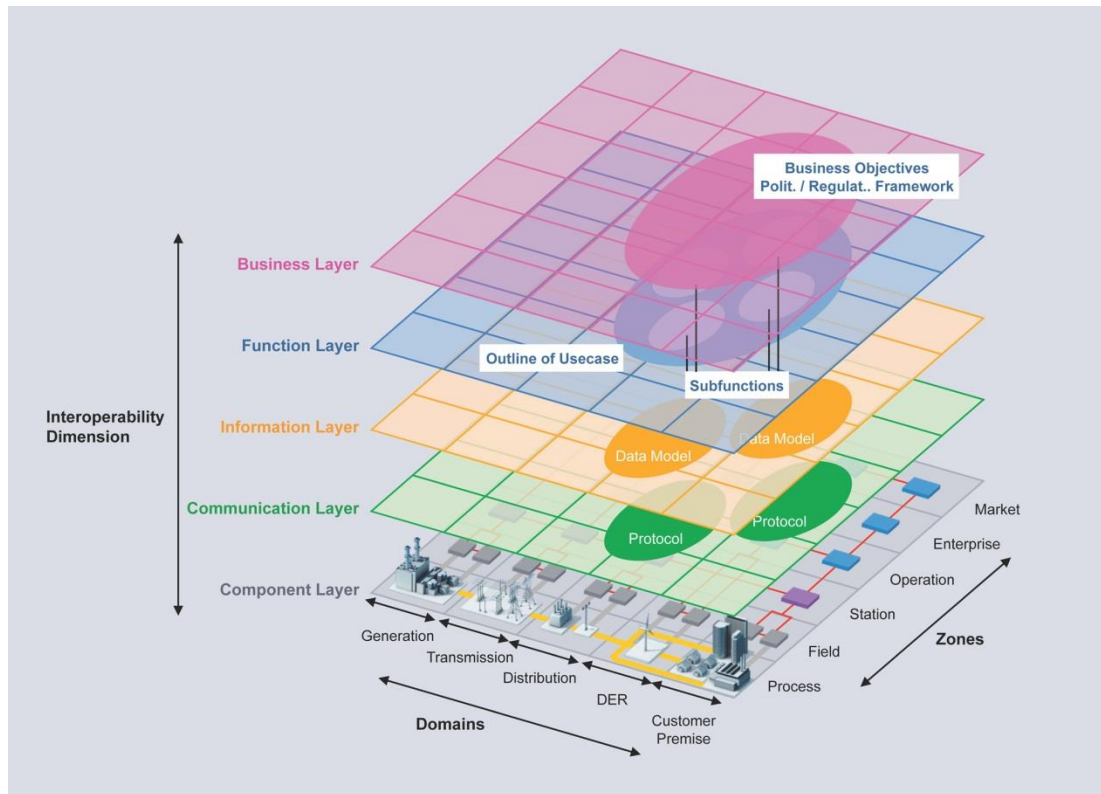 Business Objectives
Polit. / Regulat.. Framework
Business Layer
Function Layer
Outline of Usecase
Subfunctions
Interoperability
Dimension
Information Layer
Data Model
Data Model
Communication Layer
Protocol
Protocol
Component Layer
Market
Enterprise
Operation
Station
Field
Process
Zones
Generation
Transmission
Distribution
DER
Customer
Premise
Domains